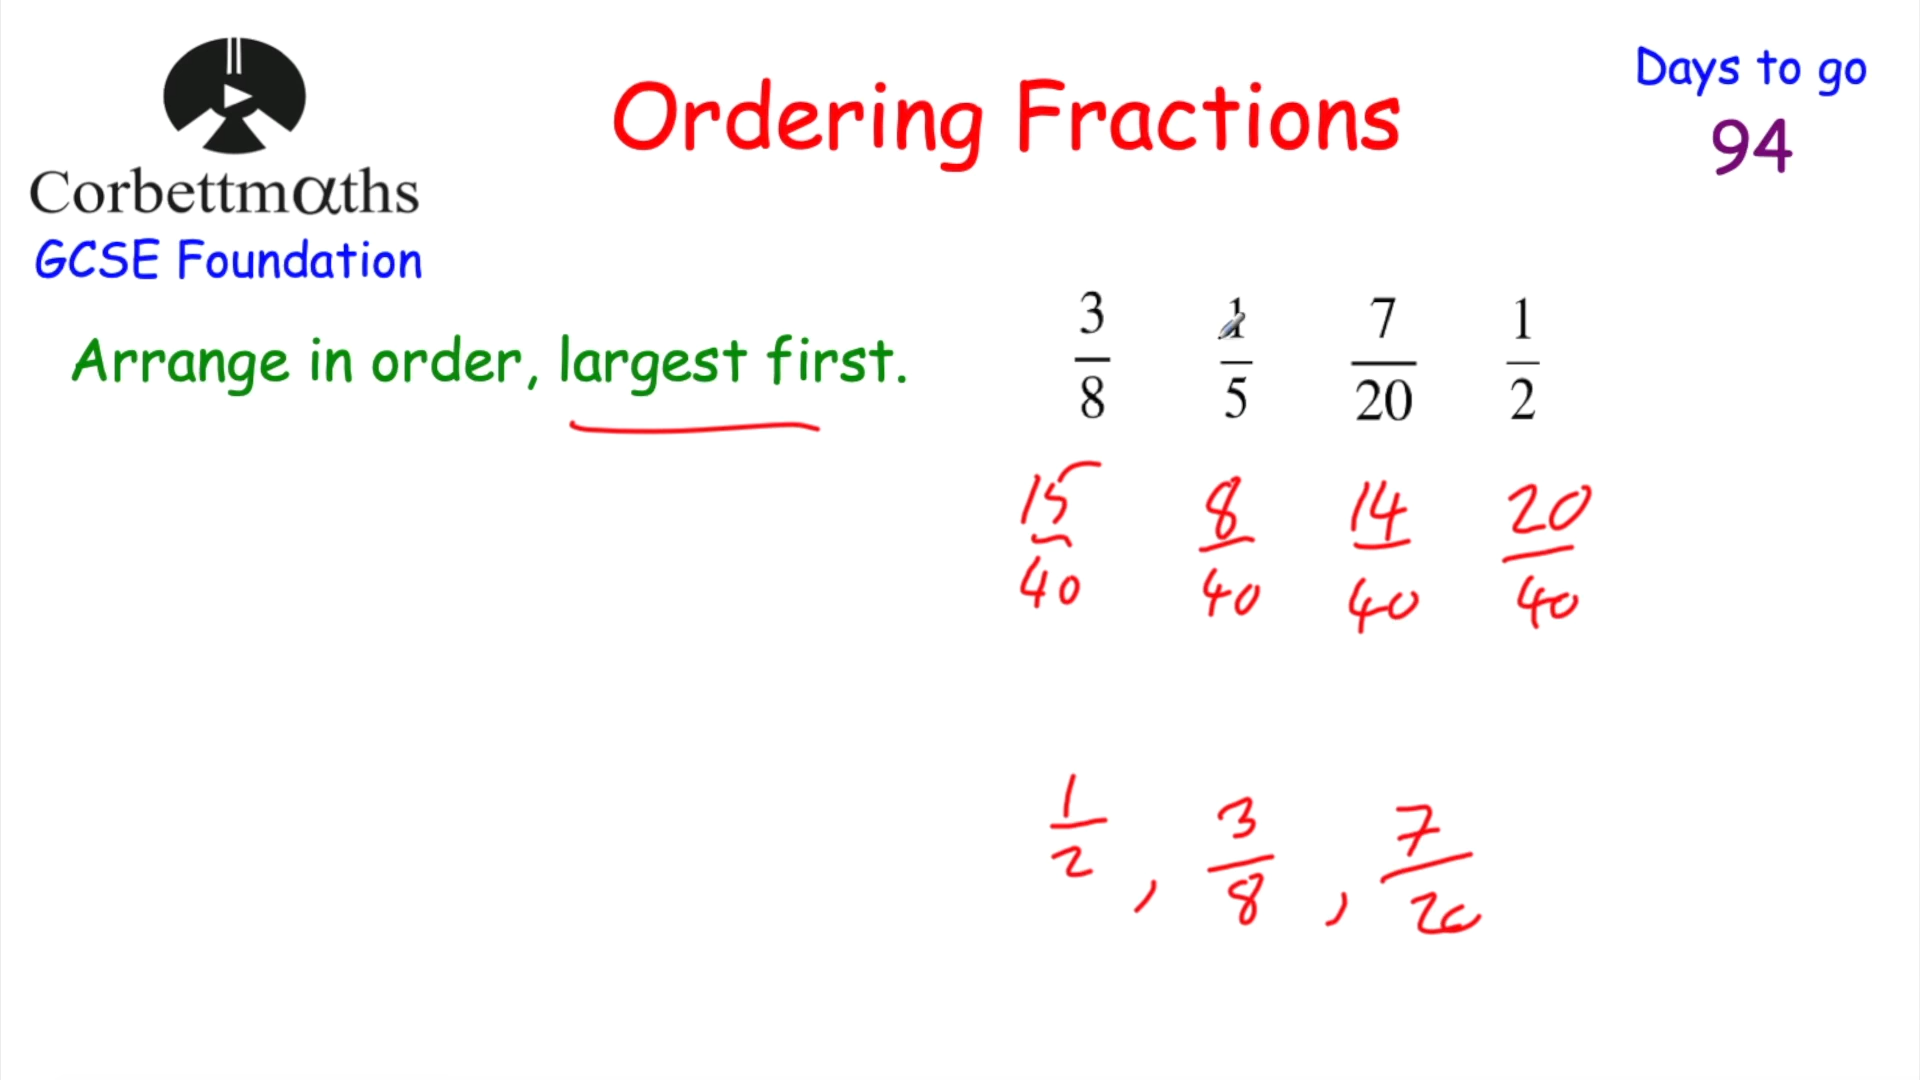 Corbettmαths
GCSE Foundation
Ordering Fractions
Days to go
94
Arrange in order, largest first.
3/8 1/5 7/20 1/2
15/40 8/40 14/40 20/40
1/2 , 3/8 , 7/20